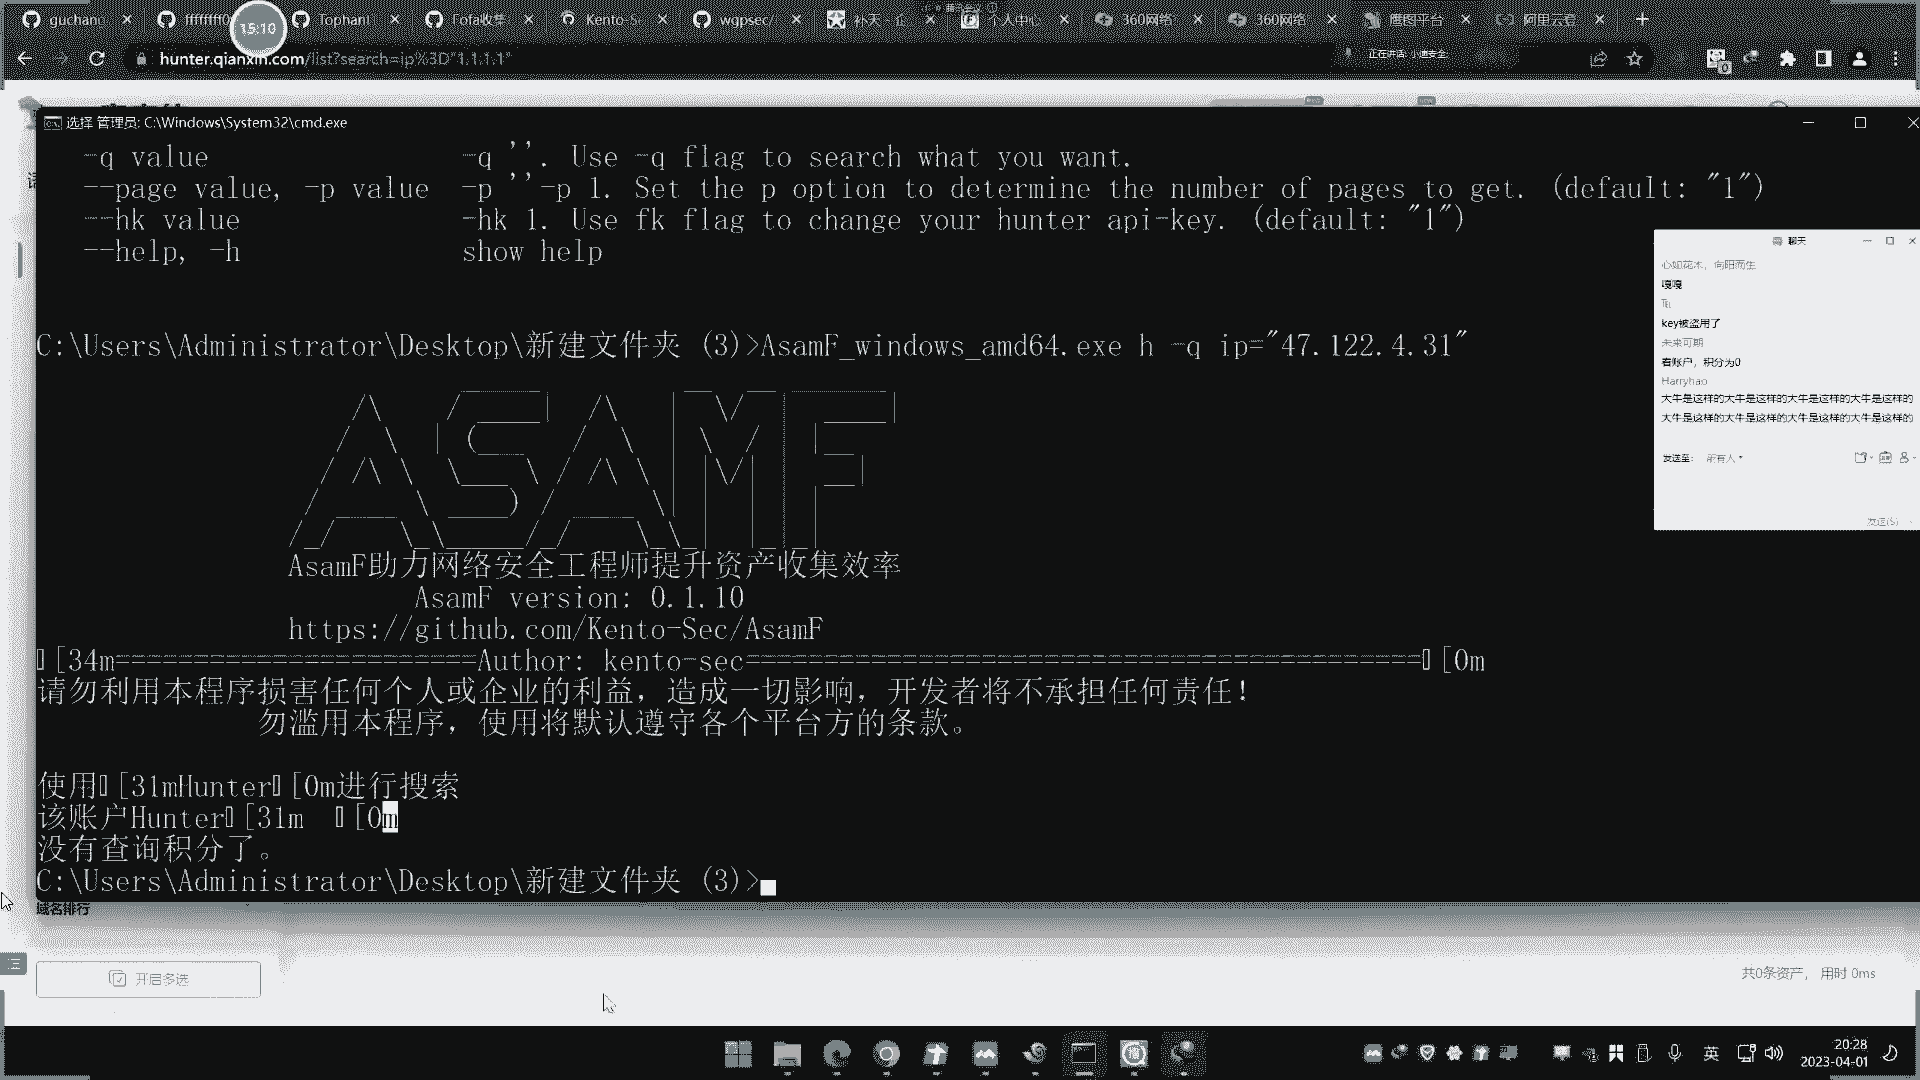 guchan
ffffffff0
Tophant
Fofa收集
Kento-Se
wgpsec/
补天 - 企
个人中心
360网络
360网络
鹰图平台
阿里云登
15:10
hunter.qianxin.com/list?search=ip%3D"1.1.1.1"
正在讲话: 小迪安全
选择 管理员: C:\Windows\System32\cmd.exe
-q value -q ''. Use -q flag to search what you want.
--page value, -p value -p ''-p 1. Set the p option to determine the number of pages to get. (default: "1")
--hk value -hk 1. Use fk flag to change your hunter api-key. (default: "1")
--help, -h show help
C:\Users\Administrator\Desktop\新建文件夹 (3)>AsamF_windows_amd64.exe h -q ip="47.122.4.31"
ASAMF
AsamF助力网络安全工程师提升资产收集效率
AsamF version: 0.1.10
https://github.com/Kento-Sec/AsamF
[34m=======================Author: kento-sec===========================================[0m
请勿利用本程序损害任何个人或企业的利益，造成一切影响，开发者将不承担任何责任！
勿滥用本程序，使用将默认遵守各个平台方的条款。
使用[31mHunter[0m进行搜索
该账户Hunter[31m [0m
没有查询积分了。
C:\Users\Administrator\Desktop\新建文件夹 (3)>
聊天
心如花木，向阳而生
嘎嘎
key被盗用了
未来可期
看账户，积分为0
Harryhao
大牛是这样的大牛是这样的大牛是这样的大牛是这样的
大牛是这样的大牛是这样的大牛是这样的大牛是这样的
发送至: 所有人
发送(S)
域名排行
开启多选
共0条资产， 用时 0ms
英
20:28
2023-04-01